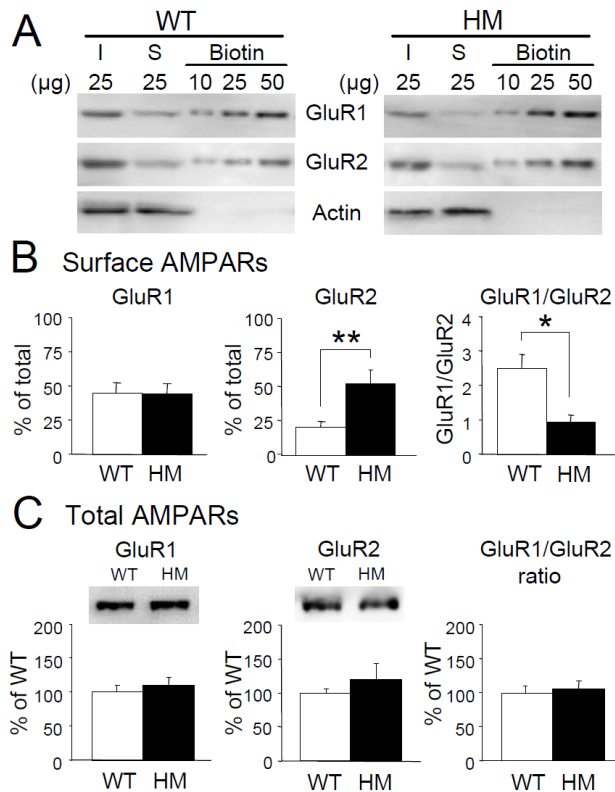 A WT HM
I S Biotin I S Biotin
(µg) 25 25 10 25 50 25 25 10 25 50
GluR1
GluR2
Actin
B Surface AMPARs
GluR1 GluR2 GluR1/GluR2
% of total 100 75 50 25 0 WT HM
% of total 100 75 50 25 0 ** WT HM
GluR1/GluR2 4 3 2 1 0 * WT HM
C Total AMPARs
GluR1 GluR2 GluR1/GluR2
ratio
WT HM WT HM
% of WT 200 150 100 50 0 WT HM
% of WT 200 150 100 50 0 WT HM
% of WT 200 150 100 50 0 WT HM